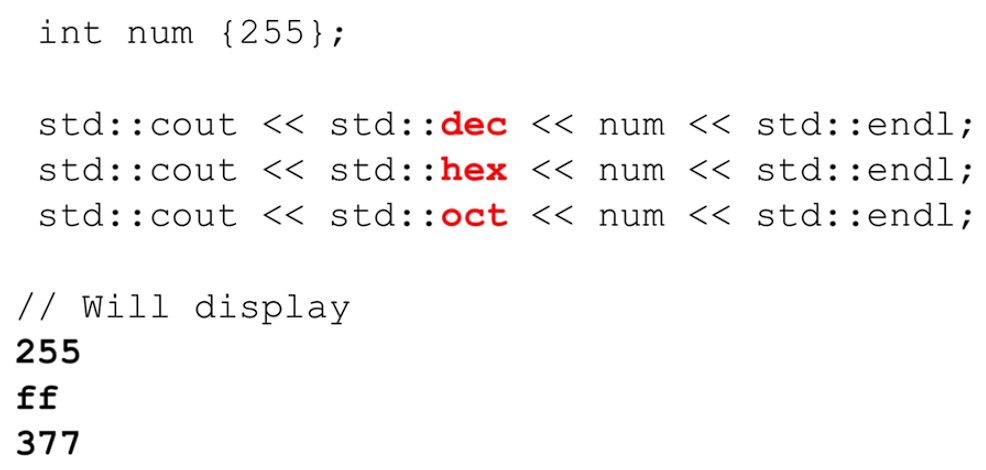 int num {255};
std::cout << std::dec << num << std::endl;
std::cout << std::hex << num << std::endl;
std::cout << std::oct << num << std::endl;
// Will display
255
ff
377